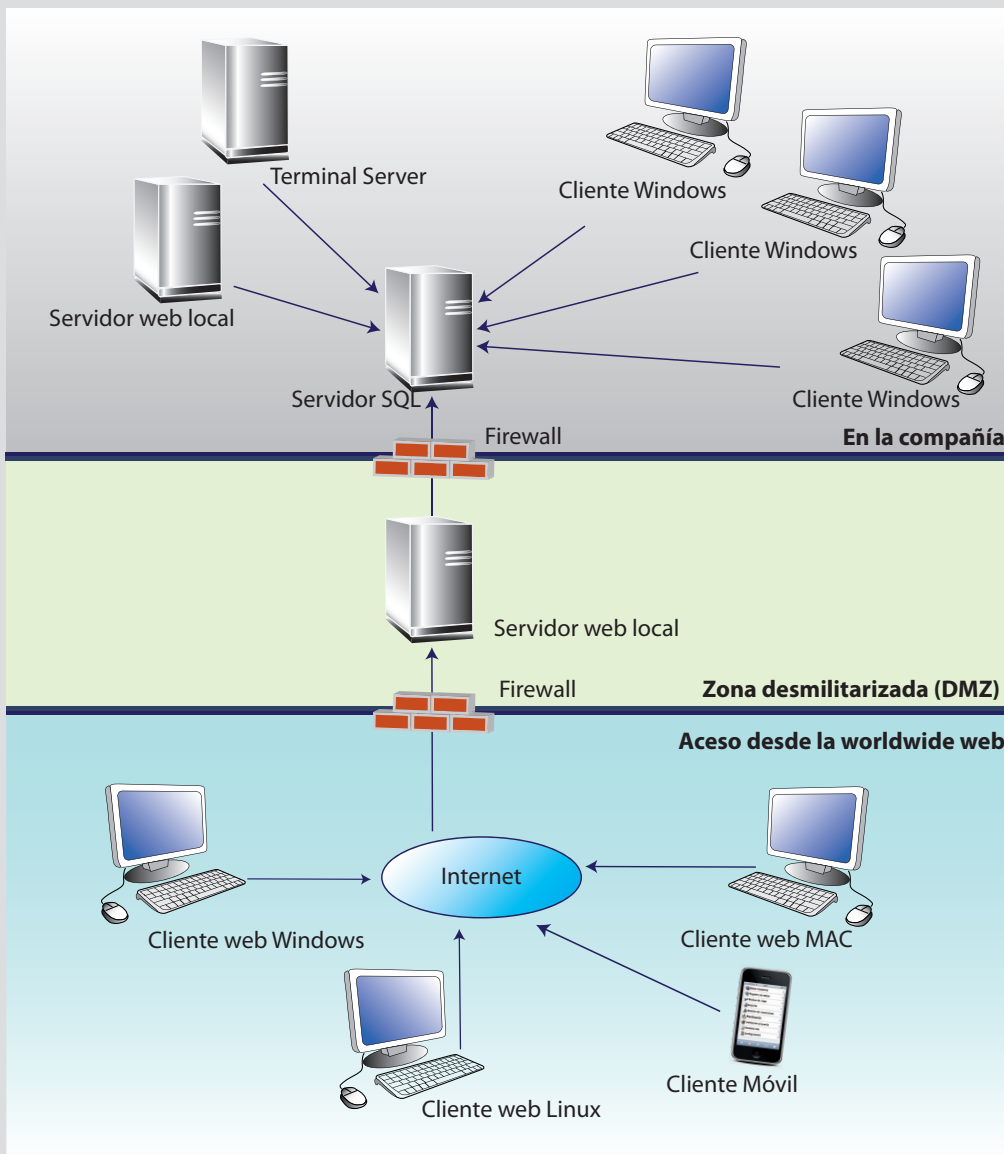 Terminal Server
Cliente Windows
Cliente Windows
Servidor web local
Servidor SQL
Cliente Windows
Firewall
En la compañía
Servidor web local
Firewall
Zona desmilitarizada (DMZ)
Aceso desde la worldwide web
Internet
Cliente web Windows
Cliente web MAC
Cliente Móvil
Cliente web Linux